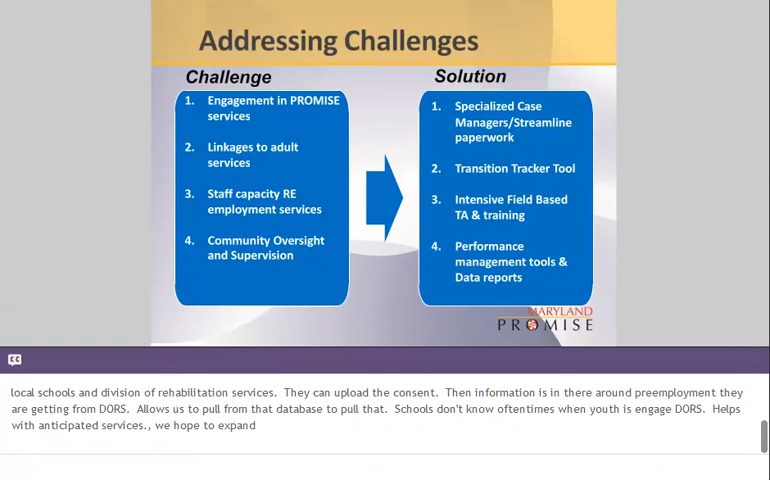 Addressing Challenges
Challenge
1. Engagement in PROMISE
services
2. Linkages to adult
services
3. Staff capacity RE
employment services
4. Community Oversight
and Supervision
Solution
1. Specialized Case
Managers/Streamline
paperwork
2. Transition Tracker Tool
3. Intensive Field Based
TA & training
4. Performance
management tools &
Data reports
MARYLAND
PROMISE
CC
local schools and division of rehabilitation services.  They can upload the consent.  Then information is in there around preemployment they
are getting from DORS.  Allows us to pull from that database to pull that.  Schools don't know oftentimes when youth is engage DORS.  Helps
with anticipated services., we hope to expand